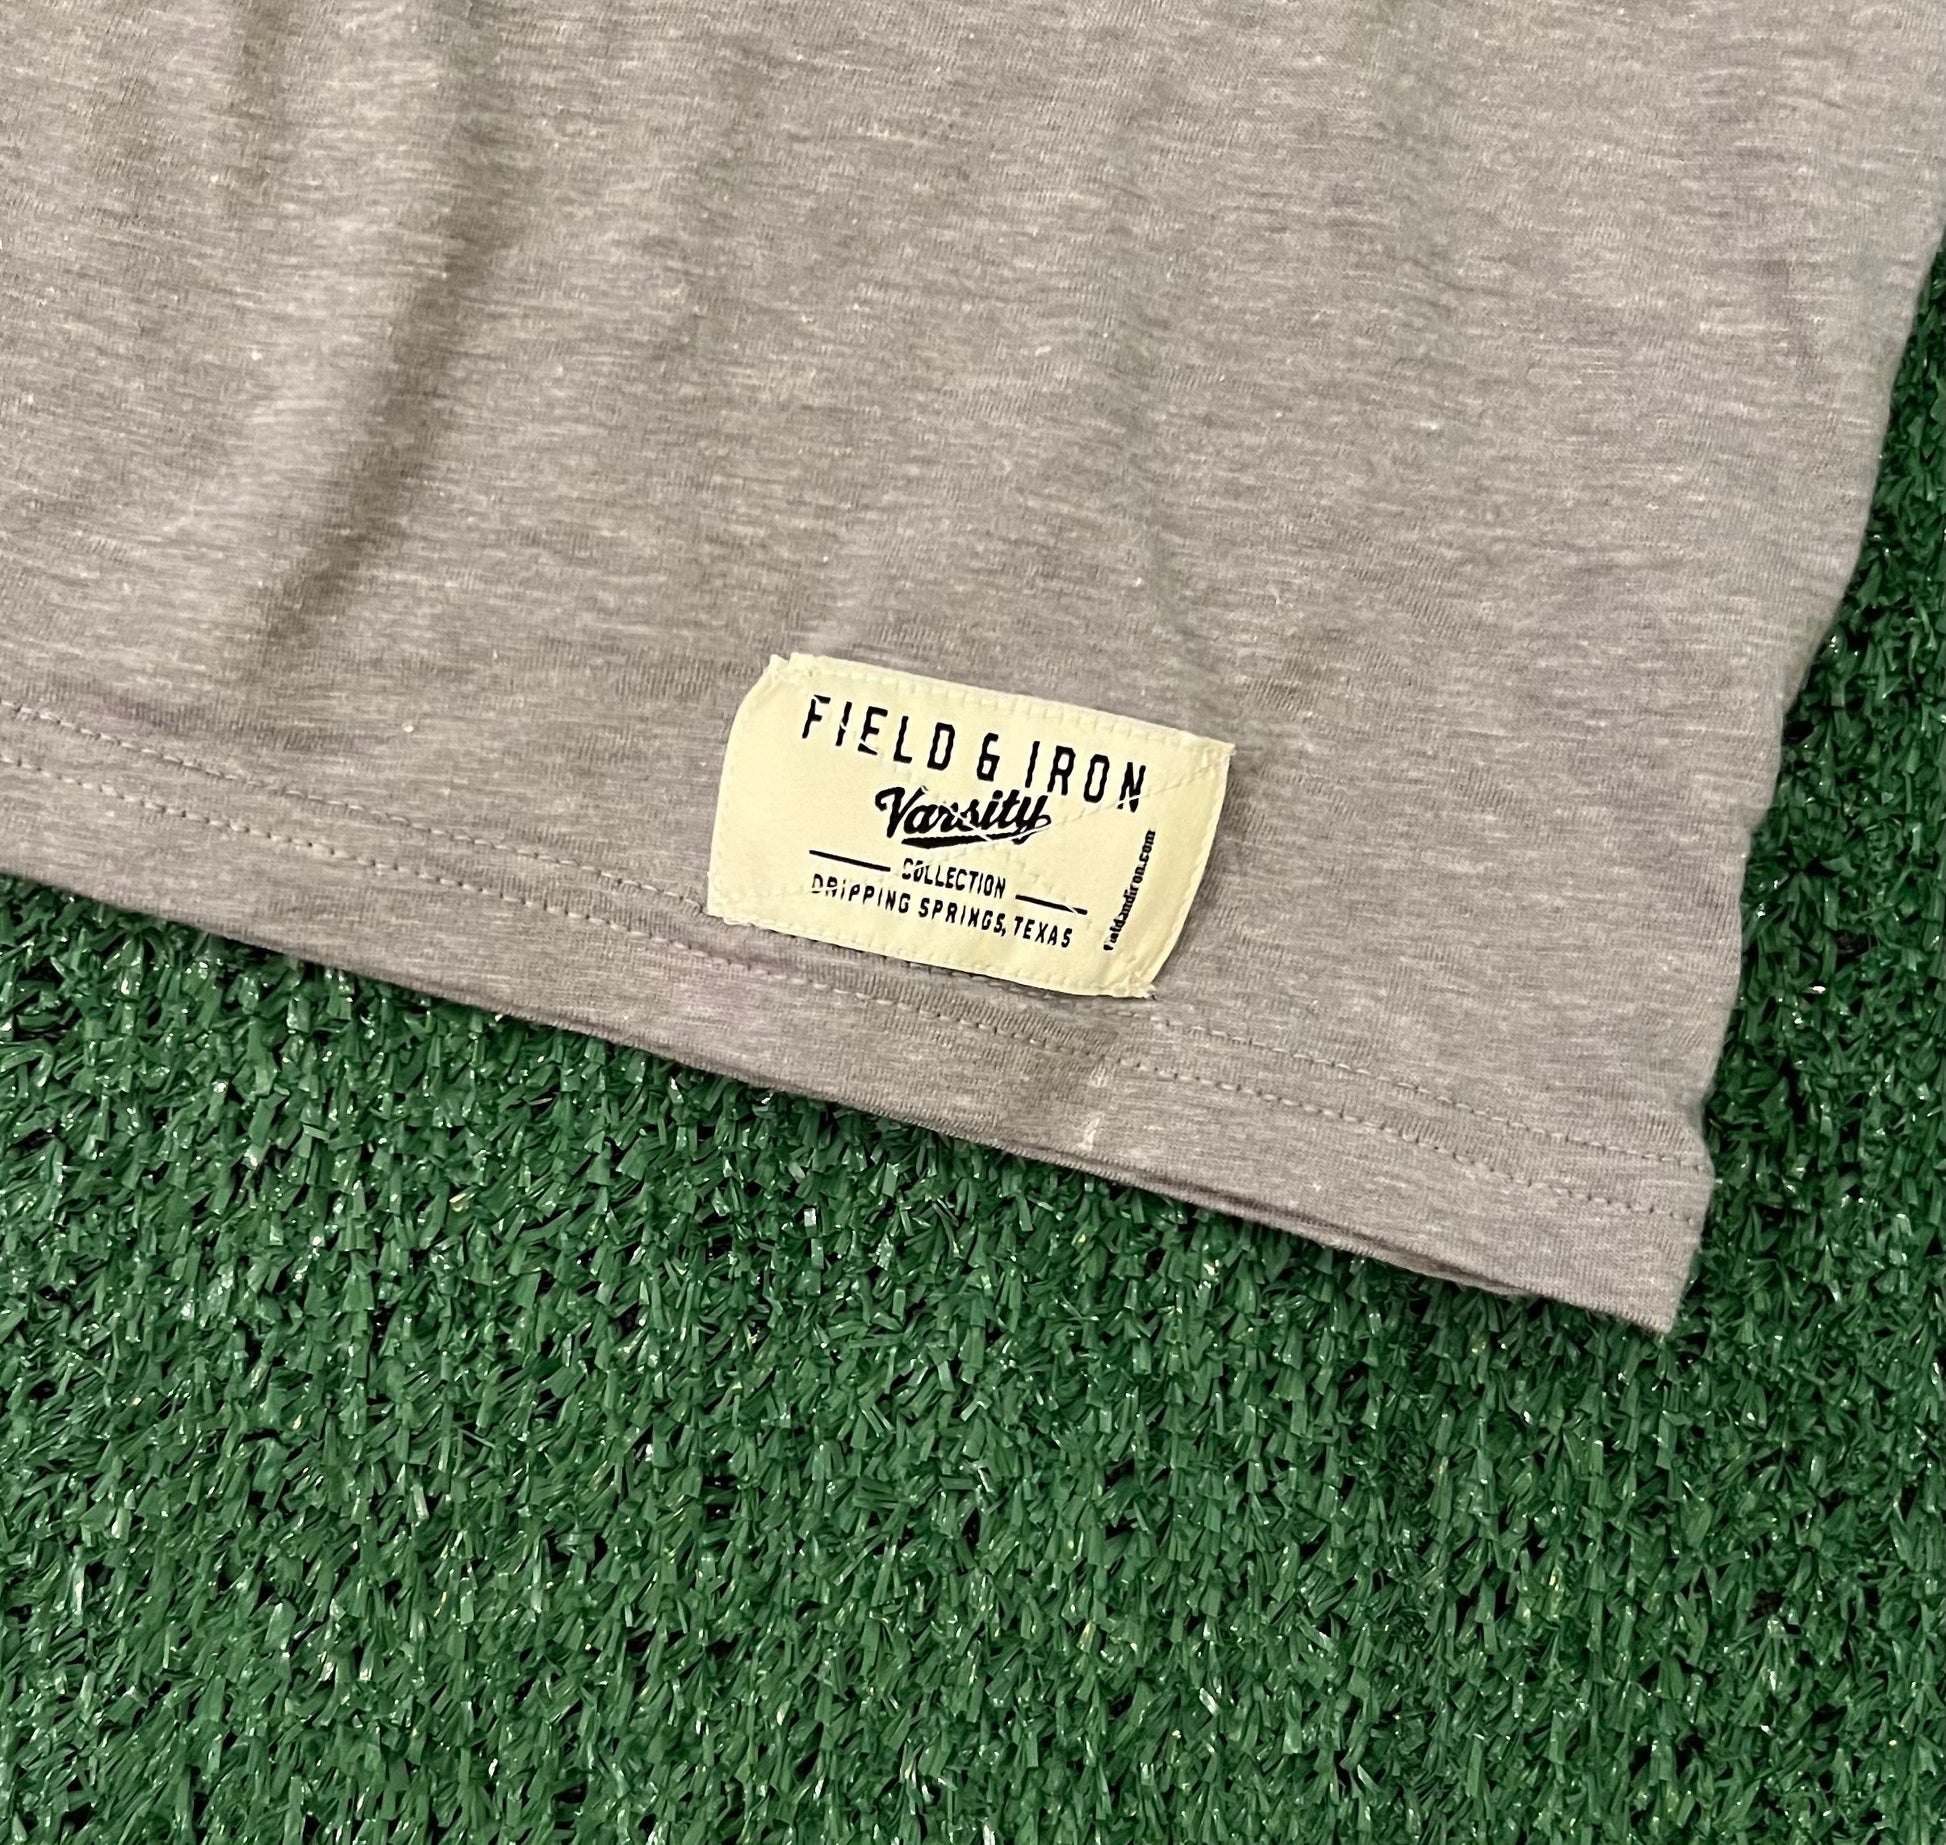 FIELD & IRON
Varsity
COLLECTION
DRIPPING SPRINGS, TEXAS
fieldandiron.com